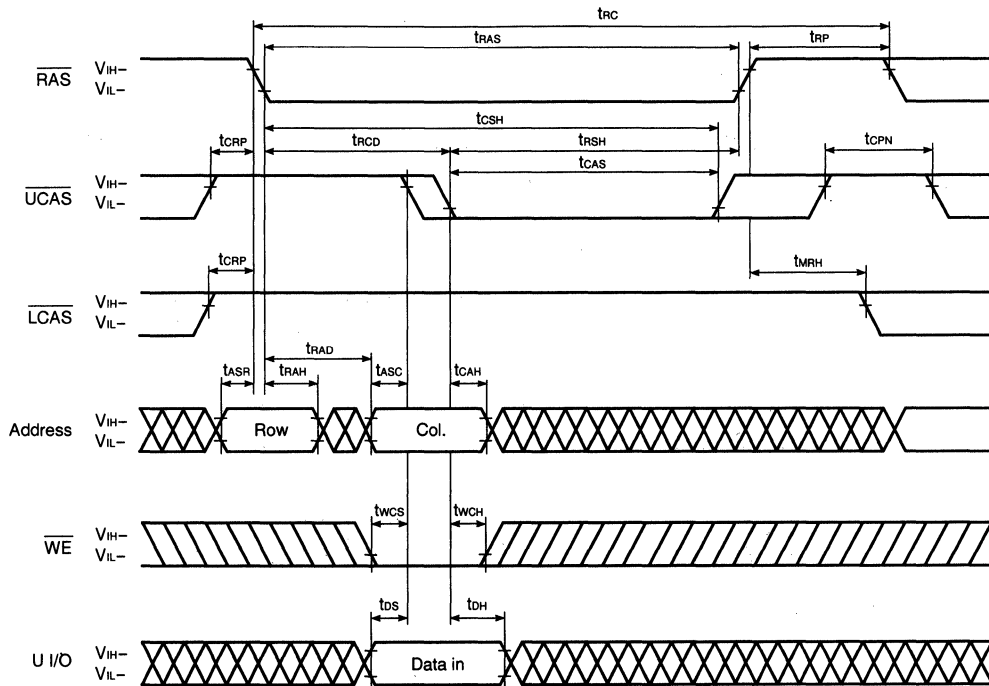 tRC
tRAS
tRP
RAS
VIH–
VIL–
tCSH
tCRP
tRCD
tRSH
tCPN
tCAS
UCAS
VIH–
VIL–
tCRP
tMRH
LCAS
VIH–
VIL–
tRAD
tASR
tRAH
tASC
tCAH
Address
VIH–
VIL–
Row
Col.
tWCS
tWCH
WE
VIH–
VIL–
tDS
tDH
U I/O
VIH–
VIL–
Data in